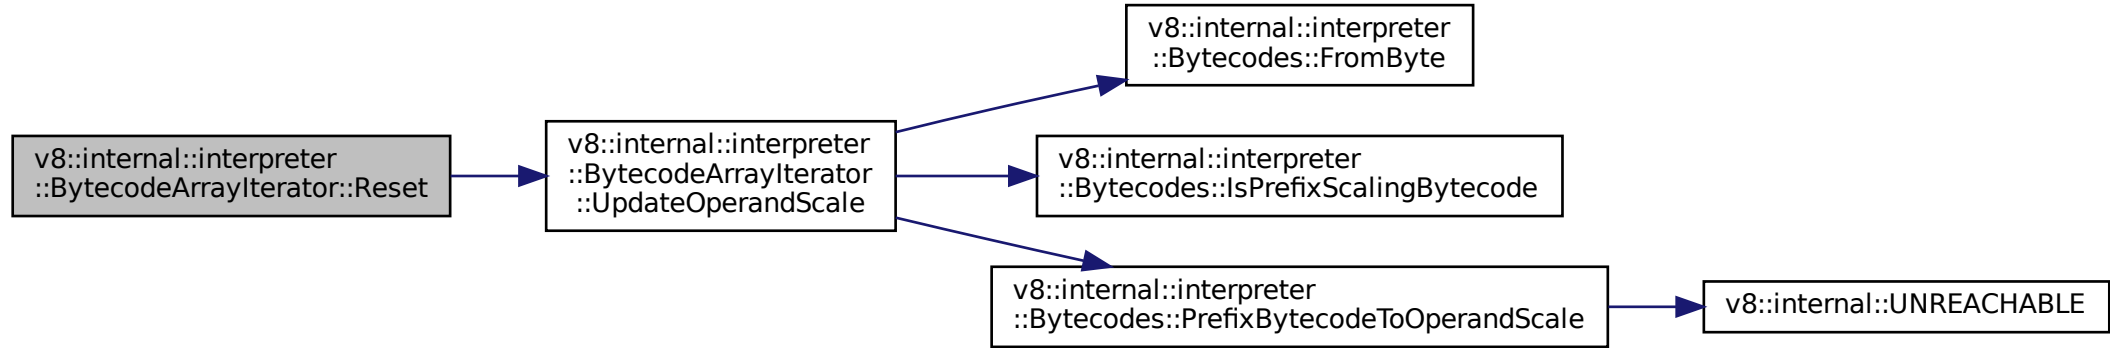 v8::internal::interpreter
::BytecodeArrayIterator::Reset
v8::internal::interpreter
::BytecodeArrayIterator
::UpdateOperandScale
v8::internal::interpreter
::Bytecodes::FromByte
v8::internal::interpreter
::Bytecodes::IsPrefixScalingBytecode
v8::internal::interpreter
::Bytecodes::PrefixBytecodeToOperandScale
v8::internal::UNREACHABLE